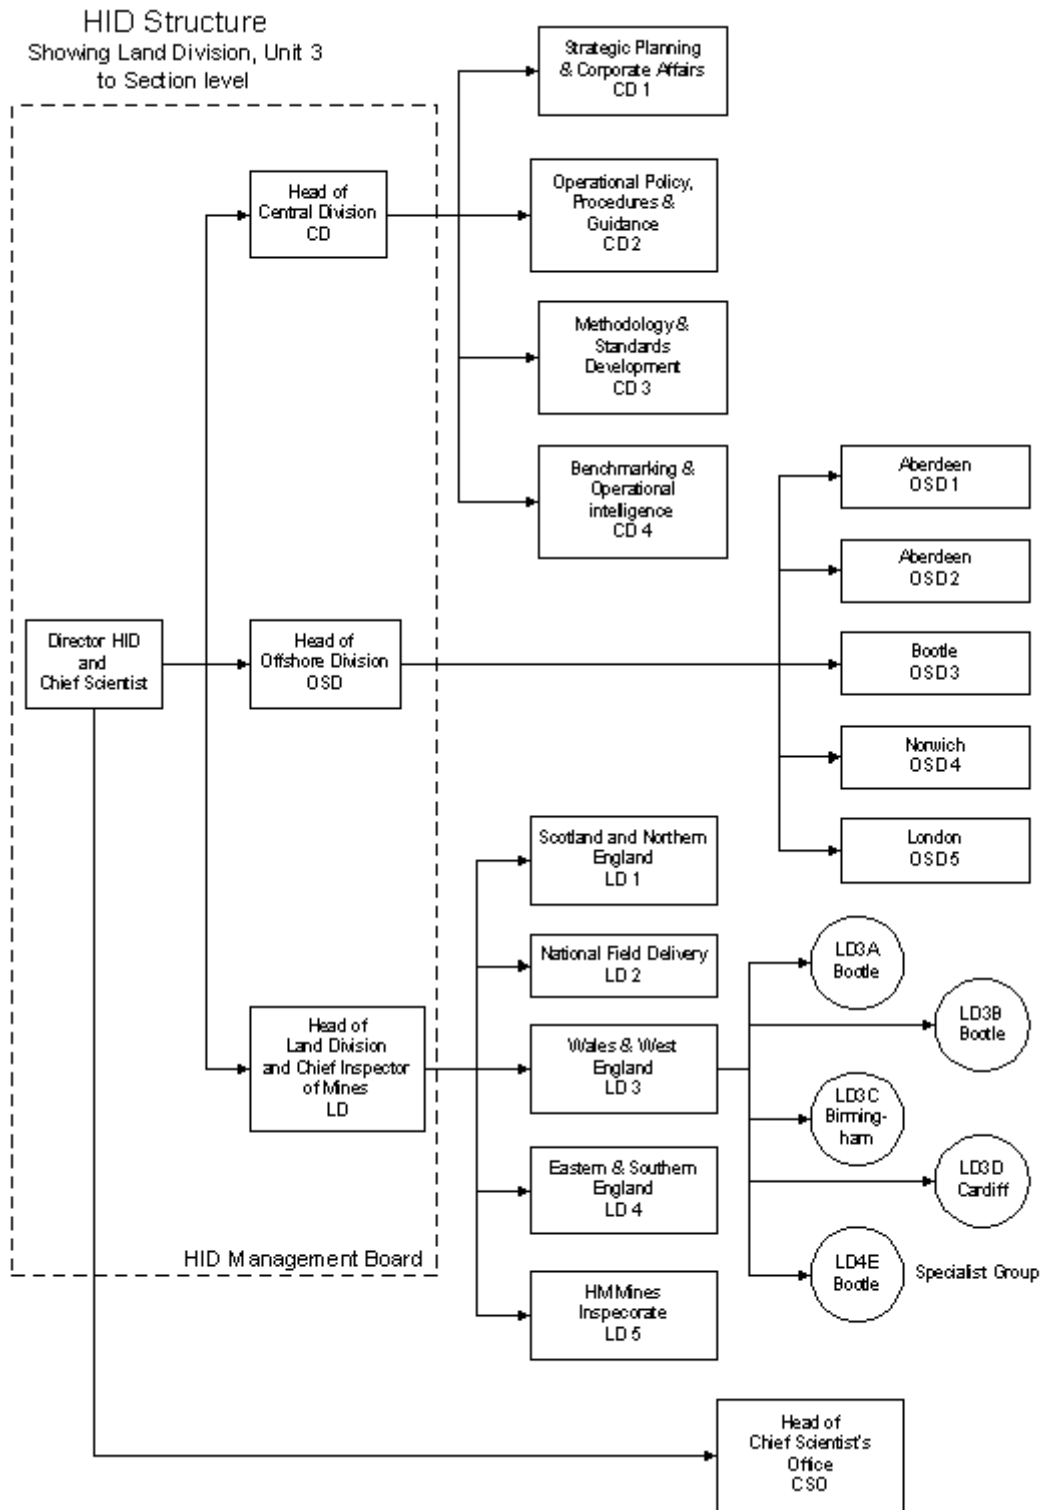 HID Structure
Showing Land Division, Unit 3
to Section level
Strategic Planning
& Corporate Affairs
CD 1
Head of
Central Division
CD
Operational Policy,
Procedures &
Guidance
CD 2
Methodology &
Standards
Development
CD 3
Benchmarking &
Operational
intelligence
CD 4
Aberdeen
OSD 1
Aberdeen
OSD 2
Director HID
and
Chief Scientist
Head of
Offshore Division
OSD
Bootle
OSD 3
Norwich
OSD 4
London
OSD 5
Scotland and Northern
England
LD 1
National Field Delivery
LD 2
Head of
Land Division
and Chief Inspector
of Mines
LD
Wales & West
England
LD 3
Eastern & Southern
England
LD 4
HM Mines
Inspecorate
LD 5
LD3A
Bootle
LD3B
Bootle
LD3C
Birming-
ham
LD3D
Cardiff
LD4E
Bootle
Specialist Group
HID Management Board
Head of
Chief Scientist's
Office
CSO